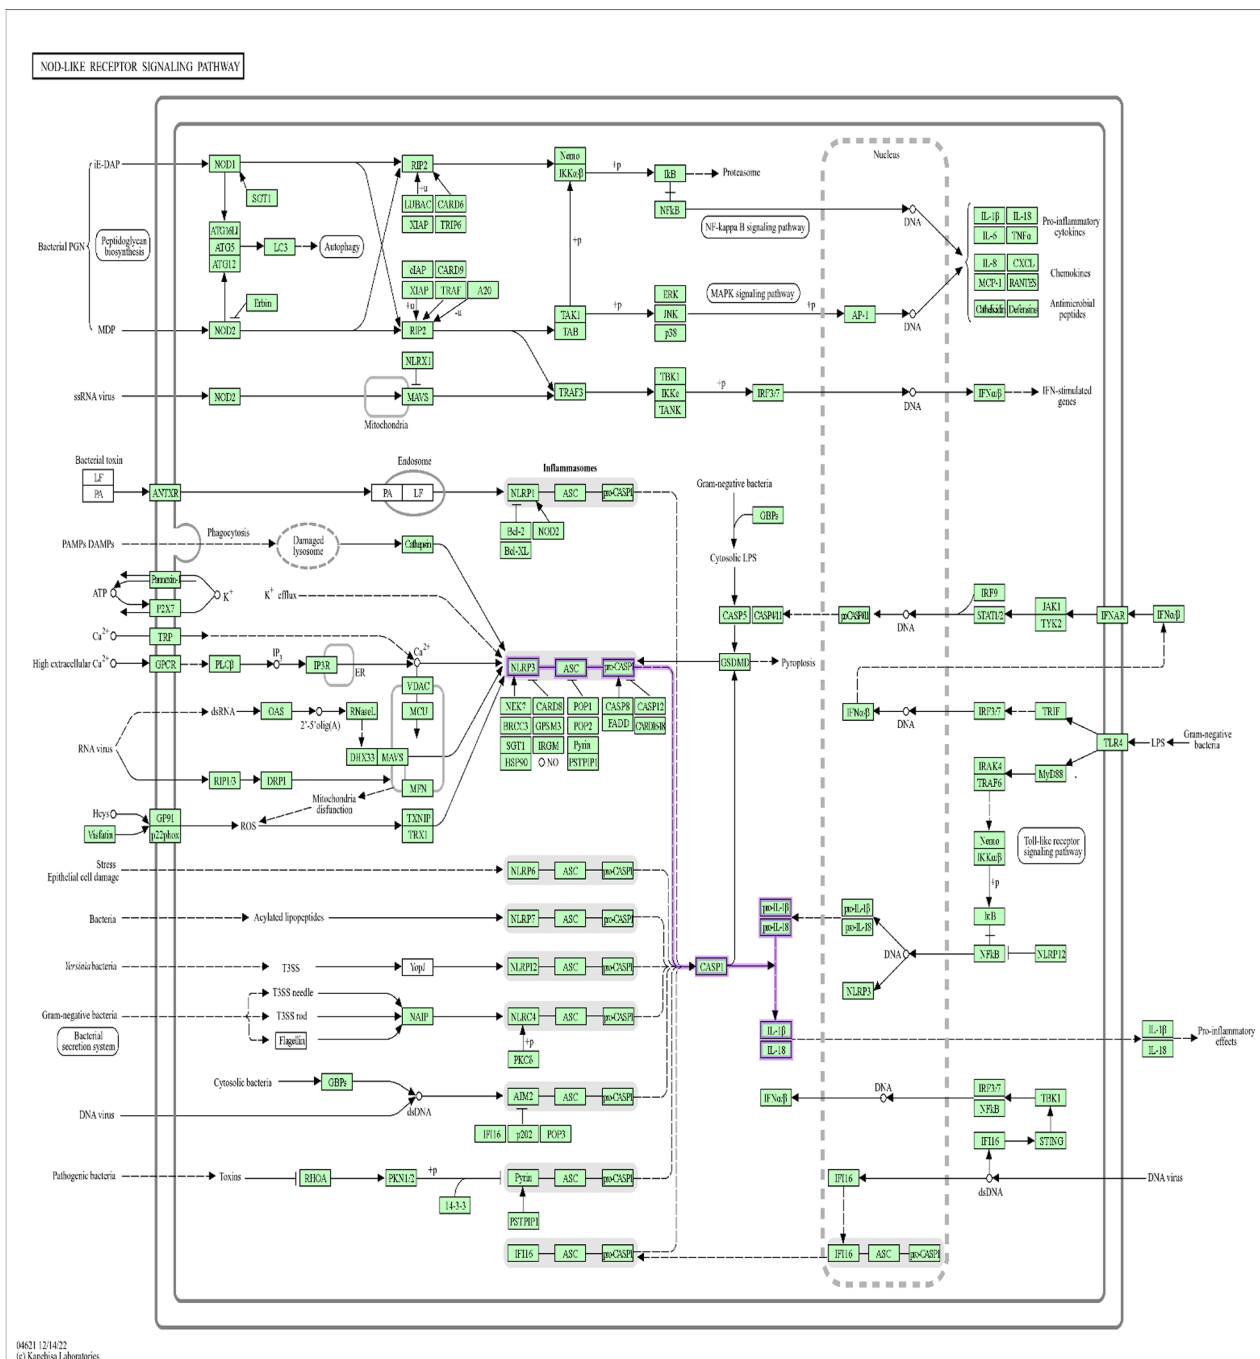 NOD-LIKE RECEPTOR SIGNALING PATHWAY
Nucleus
Bacterial PGN
Peptidoglycan
biosynthesis
iE-DAP
NOD1
SGT1
ATG16L1
ATG5
ATG12
LC3
Autophagy
Erbin
MDP
NOD2
RIP2
+u
LUBAC
CARD6
XIAP
TRIP6
cIAP
CARD9
XIAP
TRAF
A20
+u
-u
RIP2
Nemo
IKKα/β
+p
IkB
Proteasome
NFkB
NF-kappa B signaling pathway
DNA
+p
TAK1
TAB
+p
ERK
JNK
p38
MAPK signaling pathway
+p
AP-1
DNA
IL-1β
IL-18
IL-6
TNFα
Pro-inflammatory
cytokines
IL-8
CXCL
MCP-1
RANTES
Chemokines
Cathelicidin
Defensins
Antimicrobial
peptides
ssRNA virus
NOD2
NLRX1
MAVS
Mitochondria
TRAF3
TBK1
IKKε
TANK
+p
IRF3/7
DNA
IFNα/β
IFN-stimulated
genes
Bacterial toxin
LF
PA
ANTXR
Endosome
PA
LF
Inflammasomes
NLRP1
ASC
pro-CASP1
Bcl-2
NOD2
Bcl-XL
Gram-negative bacteria
GBPs
Cytosolic LPS
PAMPs DAMPs
Phagocytosis
Damaged
lysosome
Cathepsin
ATP
Pannexin-1
P2X7
K+
K+ efflux
Ca2+
TRP
High extracellular Ca2+
GPCR
PLCβ
IP3
IP3R
ER
Ca2+
VDAC
MCU
NLRP3
ASC
pro-CASP1
NEK7
CARD8
POP1
CASP8
CASP12
BRCC3
GPSM3
POP2
FADD
CARD16/18
SGT1
IRGM
Pyrin
HSP90
NO
PSTPIP1
CASP5
CASP4/11
proCASP4/11
DNA
STAT1/2
IRF9
JAK1
TYK2
IFNAR
IFNα/β
GSDMD
Pyroptosis
RNA virus
dsRNA
OAS
2'-5'olig(A)
RNaseL
DHX33
MAVS
RIP1/3
DRP1
MFN
Mitochondria
disfunction
Hcys
Visfatin
GP91
p22phox
ROS
TXNIP
TRX1
IFNα/β
DNA
IRF3/7
TRIF
TLR4
LPS
Gram-negative
bacteria
IRAK4
TRAF6
MyD88
Nemo
IKKα/β
Toll-like receptor
signaling pathway
+p
IkB
NFkB
NLRP12
Stress
Epithelial cell damage
NLRP6
ASC
pro-CASP1
Bacteria
Acylated lipopeptides
NLRP7
ASC
pro-CASP1
pro-IL-1β
pro-IL-18
pro-IL-1β
pro-IL-18
DNA
NLRP3
Yersinia bacteria
T3SS
YopJ
NLRP12
ASC
pro-CASP1
CASP1
Gram-negative bacteria
Bacterial
secretion system
T3SS needle
T3SS rod
Flagellin
NAIP
NLRC4
ASC
pro-CASP1
+p
PKCδ
IL-1β
IL-18
IL-1β
IL-18
Pro-inflammatory
effects
Cytosolic bacteria
GBPs
DNA virus
dsDNA
AIM2
ASC
pro-CASP1
IFI16
p202
POP3
IFNα/β
DNA
IRF3/7
NFkB
TBK1
IFI16
STING
Pathogenic bacteria
Toxins
RHOA
PKN1/2
+p
14-3-3
Pyrin
ASC
pro-CASP1
PSTPIP1
IFI16
dsDNA
DNA virus
IFI16
ASC
pro-CASP1
IFI16
ASC
pro-CASP1
04621 12/14/22
(c) Kanehisa Laboratories